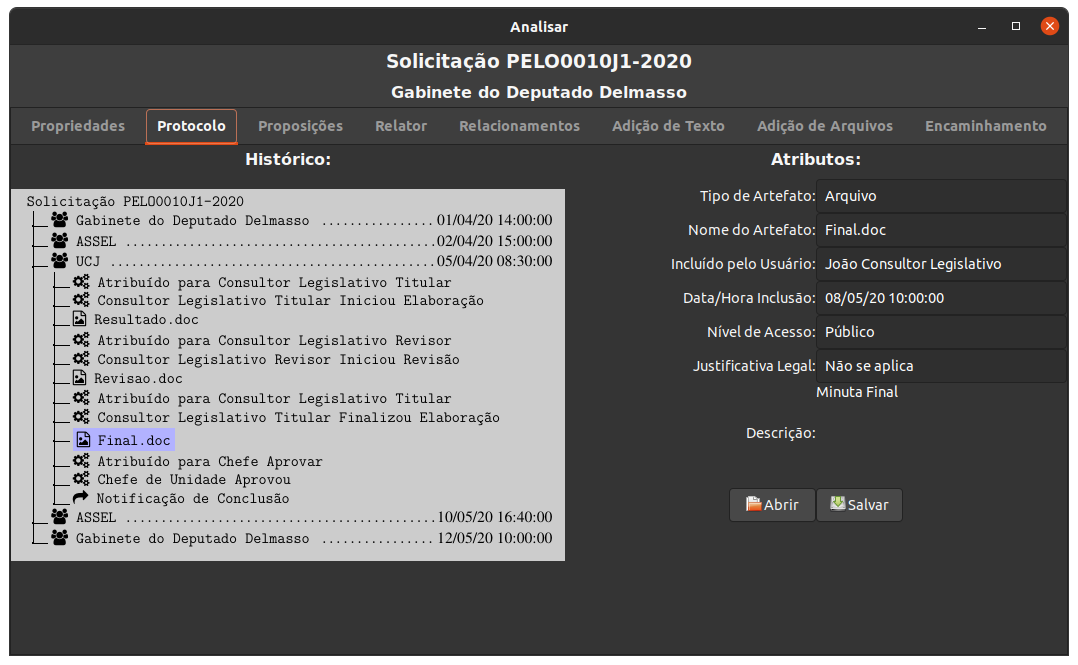 Analisar
Solicitação PELO0010J1-2020
Gabinete do Deputado Delmasso
Propriedades Protocolo Proposições Relator Relacionamentos Adição de Texto Adição de Arquivos Encaminhamento
Histórico:
Solicitação PELO0010J1-2020
Gabinete do Deputado Delmasso ................ 01/04/20 14:00:00
ASSEL ....................................... 02/04/20 15:00:00
UCJ ......................................... 05/04/20 08:30:00
Atribuído para Consultor Legislativo Titular
Consultor Legislativo Titular Iniciou Elaboração
Resultado.doc
Atribuído para Consultor Legislativo Revisor
Consultor Legislativo Revisor Iniciou Revisão
Revisao.doc
Atribuído para Consultor Legislativo Titular
Consultor Legislativo Titular Finalizou Elaboração
Final.doc
Atribuído para Chefe Aprovar
Chefe de Unidade Aprovou
Notificação de Conclusão
ASSEL ....................................... 10/05/20 16:40:00
Gabinete do Deputado Delmasso ................ 12/05/20 10:00:00
Atributos:
Tipo de Artefato: Arquivo
Nome do Artefato: Final.doc
Incluído pelo Usuário: João Consultor Legislativo
Data/Hora Inclusão: 08/05/20 10:00:00
Nível de Acesso: Público
Justificativa Legal: Não se aplica
Minuta Final
Descrição:
Abrir Salvar